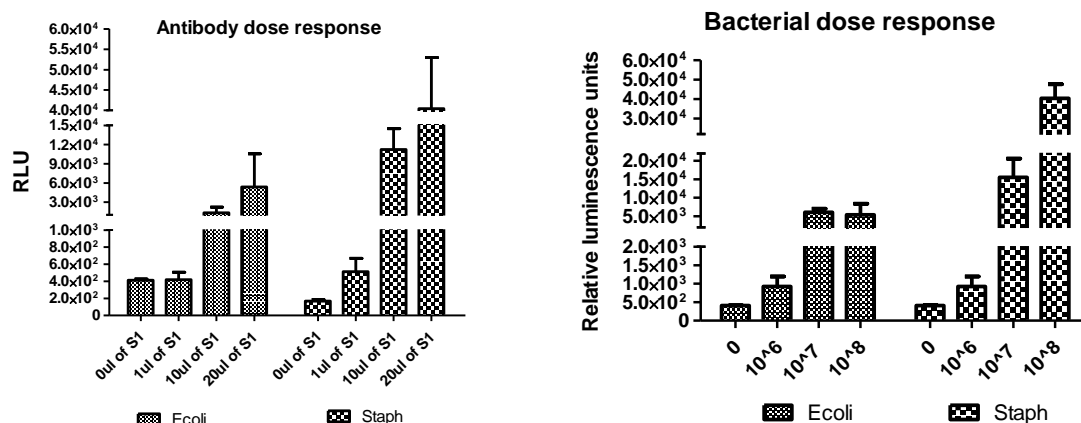 Antibody dose response
RLU
6.0×10⁴
5.5×10⁴
5.0×10⁴
4.5×10⁴
4.0×10⁴
1.5×10⁴
1.2×10⁴
9.0×10³
6.0×10³
3.0×10³
1.0×10³
8.0×10²
6.0×10²
4.0×10²
2.0×10²
0
0ul of S1
1ul of S1
10ul of S1
20ul of S1
0ul of S1
1ul of S1
10ul of S1
20ul of S1
Ecoli
Staph
Bacterial dose response
Relative luminescence units
6.0×10⁴
5.0×10⁴
4.0×10⁴
3.0×10⁴
2.0×10⁴
1.5×10⁴
1.0×10⁴
5.0×10³
2.0×10³
1.5×10³
1.0×10³
5.0×10²
0
0
10^6
10^7
10^8
0
10^6
10^7
10^8
Ecoli
Staph